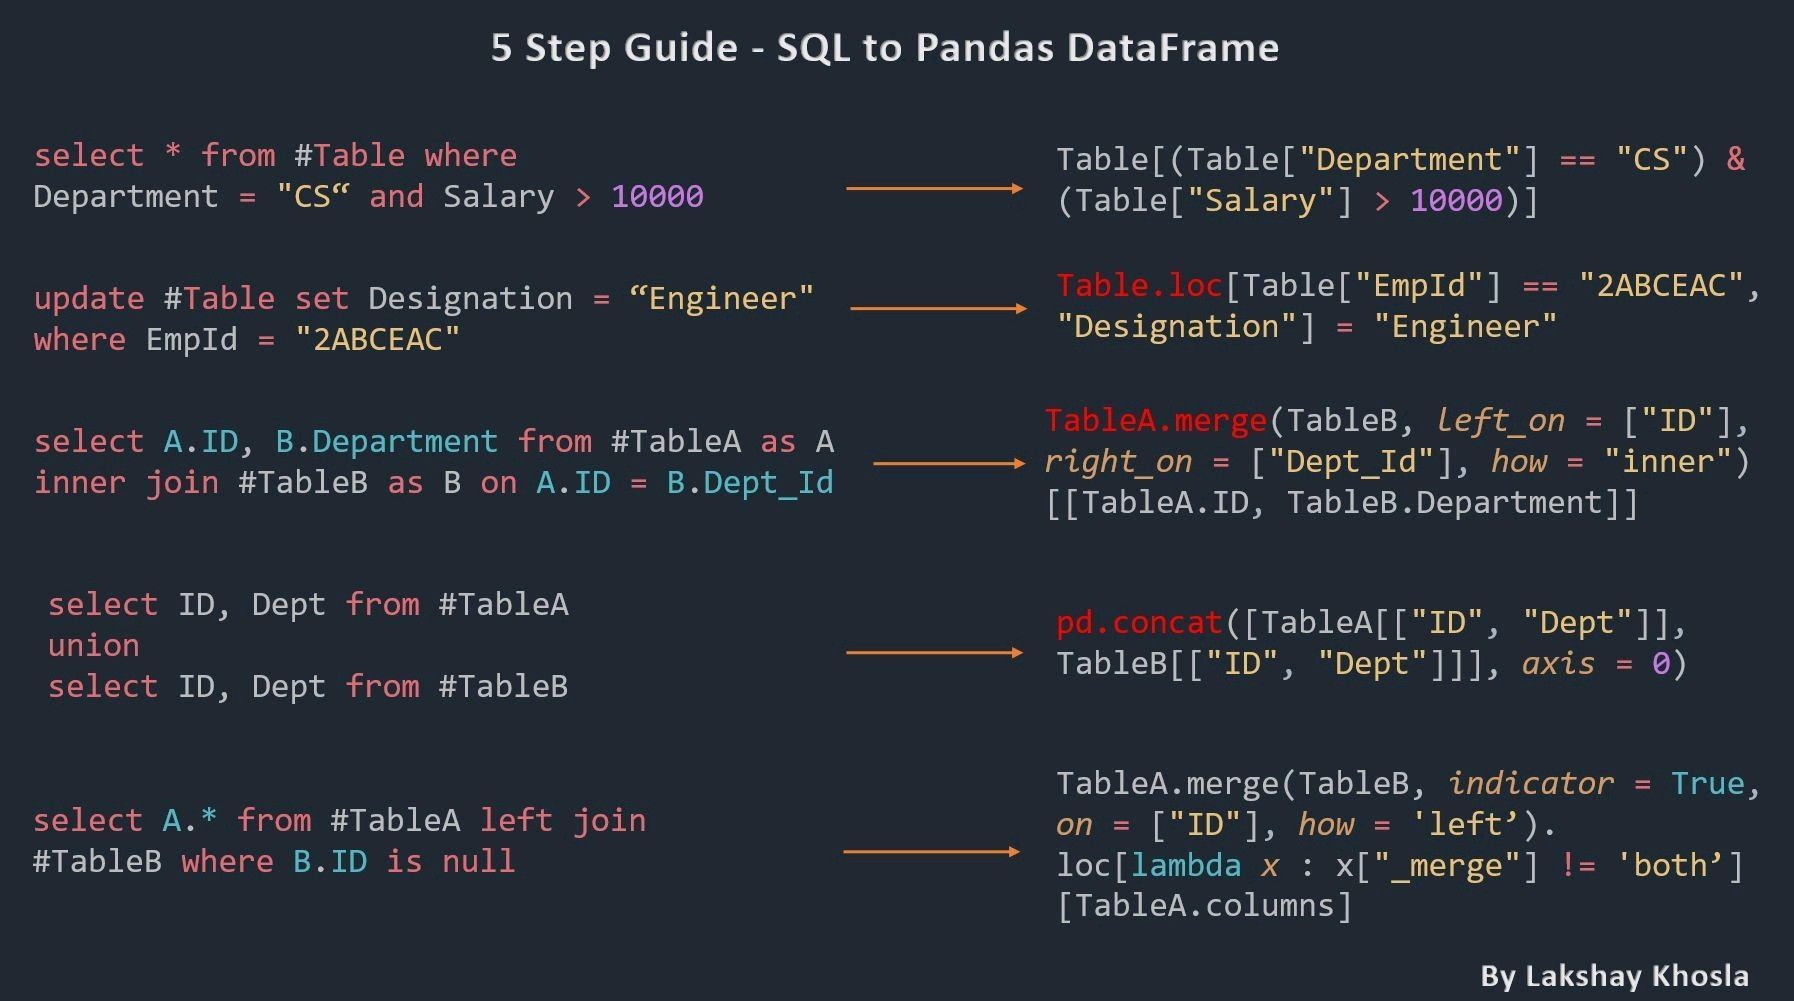 5 Step Guide - SQL to Pandas DataFrame
select * from #Table where
Department = "CS“ and Salary > 10000
Table[(Table["Department"] == "CS") &
(Table["Salary"] > 10000)]
update #Table set Designation = “Engineer"
where EmpId = "2ABCEAC"
Table.loc[Table["EmpId"] == "2ABCEAC",
"Designation"] = "Engineer"
select A.ID, B.Department from #TableA as A
inner join #TableB as B on A.ID = B.Dept_Id
TableA.merge(TableB, left_on = ["ID"],
right_on = ["Dept_Id"], how = "inner")
[[TableA.ID, TableB.Department]]
select ID, Dept from #TableA
union
select ID, Dept from #TableB
pd.concat([TableA[["ID", "Dept"]],
TableB[["ID", "Dept"]]], axis = 0)
select A.* from #TableA left join
#TableB where B.ID is null
TableA.merge(TableB, indicator = True,
on = ["ID"], how = 'left’).
loc[lambda x : x["_merge"] != 'both’]
[TableA.columns]
By Lakshay Khosla